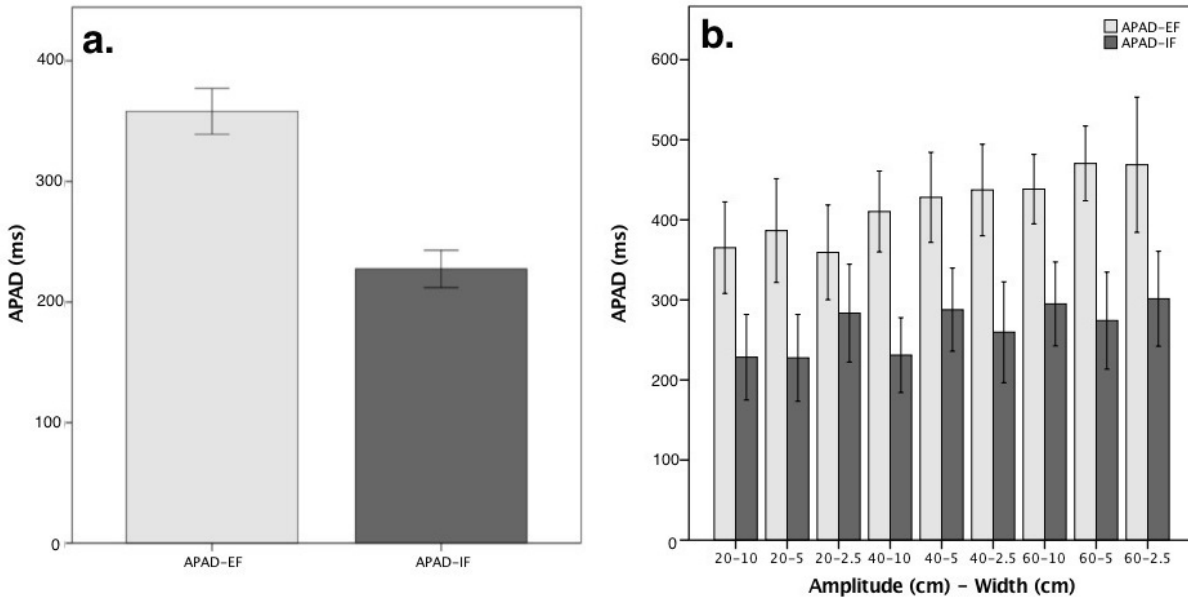 a.
400
300
200
100
0
APAD (ms)
APAD-EF
APAD-IF
b.
APAD-EF
APAD-IF
600
500
400
300
200
100
0
APAD (ms)
20-10 20-5 20-2.5 40-10 40-5 40-2.5 60-10 60-5 60-2.5
Amplitude (cm) – Width (cm)